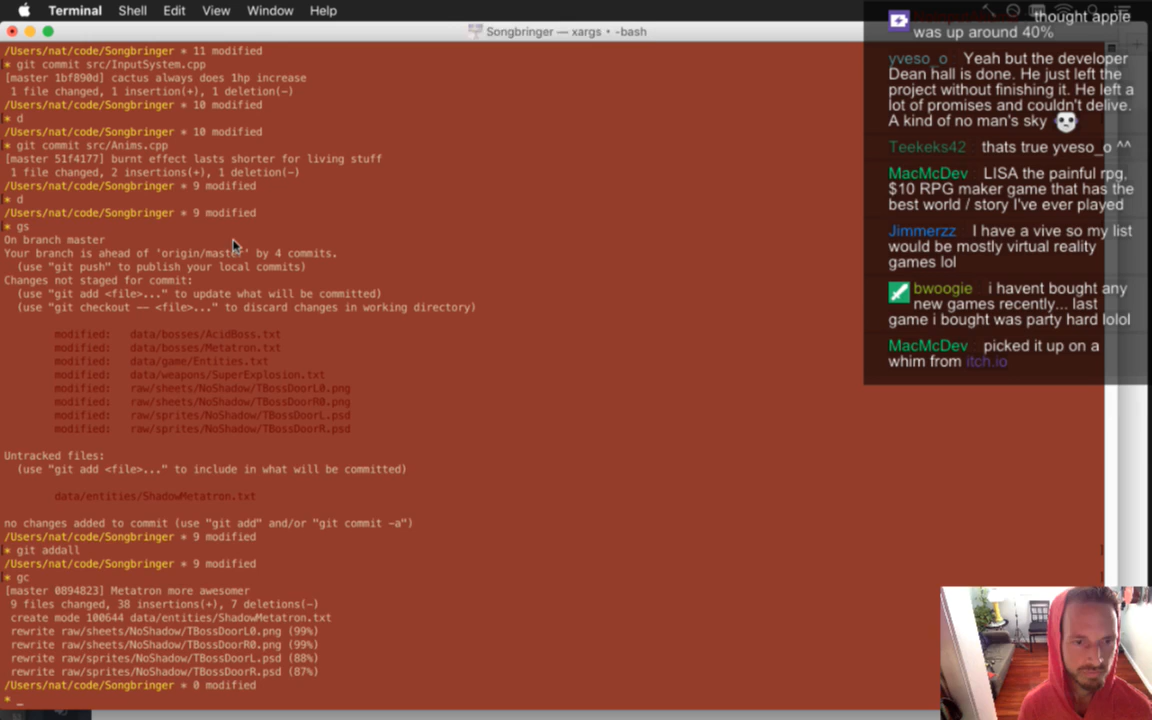 Terminal Shell Edit View Window Help
Songbringer — xargs • -bash
/Users/nat/code/Songbringer * 11 modified
* git commit src/InputSystem.cpp
[master 1bf890d] cactus always does 1hp increase
1 file changed, 1 insertion(+), 1 deletion(-)
/Users/nat/code/Songbringer * 10 modified
* d
/Users/nat/code/Songbringer * 10 modified
* git commit src/Anims.cpp
[master 51f4177] burnt effect lasts shorter for living stuff
1 file changed, 2 insertions(+), 1 deletion(-)
/Users/nat/code/Songbringer * 9 modified
* d
/Users/nat/code/Songbringer * 9 modified
* gs
On branch master
Your branch is ahead of 'origin/master' by 4 commits.
(use "git push" to publish your local commits)
Changes not staged for commit:
(use "git add <file>..." to update what will be committed)
(use "git checkout -- <file>..." to discard changes in working directory)
modified: data/bosses/AcidBoss.txt
modified: data/bosses/Metatron.txt
modified: data/game/Entities.txt
modified: data/weapons/SuperExplosion.txt
modified: raw/sheets/NoShadow/TBossDoorL0.png
modified: raw/sheets/NoShadow/TBossDoorR0.png
modified: raw/sprites/NoShadow/TBossDoorL.psd
modified: raw/sprites/NoShadow/TBossDoorR.psd
Untracked files:
(use "git add <file>..." to include in what will be committed)
data/entities/ShadowMetatron.txt
no changes added to commit (use "git add" and/or "git commit -a")
/Users/nat/code/Songbringer * 9 modified
* git addall
/Users/nat/code/Songbringer * 9 modified
* gc
[master 0894823] Metatron more awesomer
9 files changed, 38 insertions(+), 7 deletions(-)
create mode 100644 data/entities/ShadowMetatron.txt
rewrite raw/sheets/NoShadow/TBossDoorL0.png (99%)
rewrite raw/sheets/NoShadow/TBossDoorR0.png (99%)
rewrite raw/sprites/NoShadow/TBossDoorL.psd (88%)
rewrite raw/sprites/NoShadow/TBossDoorR.psd (87%)
/Users/nat/code/Songbringer * 0 modified
* _
thought apple
was up around 40%
yveso_o Yeah but the developer
Dean hall is done. He just left the
project without finishing it. He left a
lot of promises and couldn't delive.
A kind of no man's sky
Teekeks42 thats true yveso_o ^^
MacMcDev LISA the painful rpg,
$10 RPG maker game that has the
best world / story I've ever played
Jimmerzz I have a vive so my list
would be mostly virtual reality
games lol
bwoogie i havent bought any
new games recently... last
game i bought was party hard lolol
MacMcDev picked it up on a
whim from itch.io